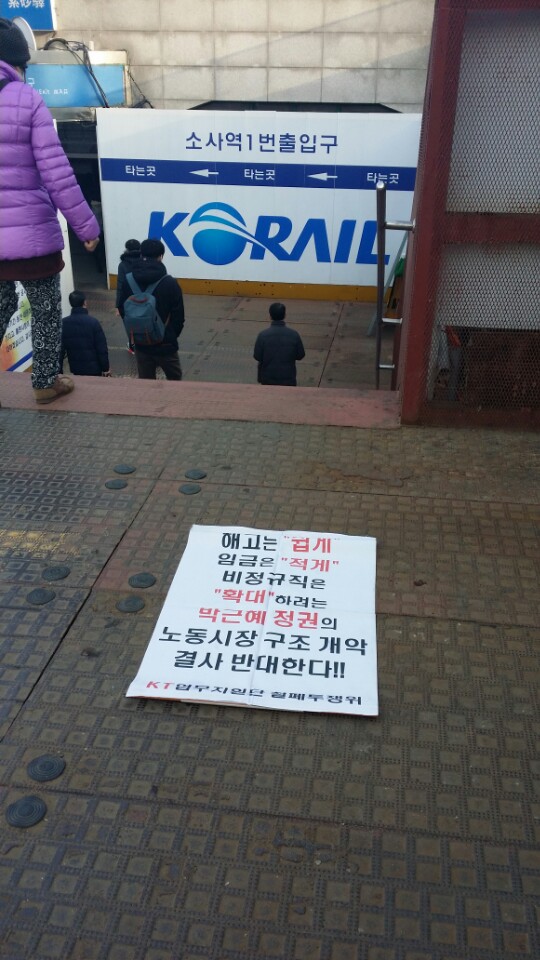 소사역1번출입구
타는곳
타는곳
타는곳
KORAIL
해고는 "쉽게"
임금은 "적게"
비정규직은
"확대"하려는
박근혜 정권의
노동시장 구조 개악
결사 반대한다!!
KT업무지원단 철폐투쟁위